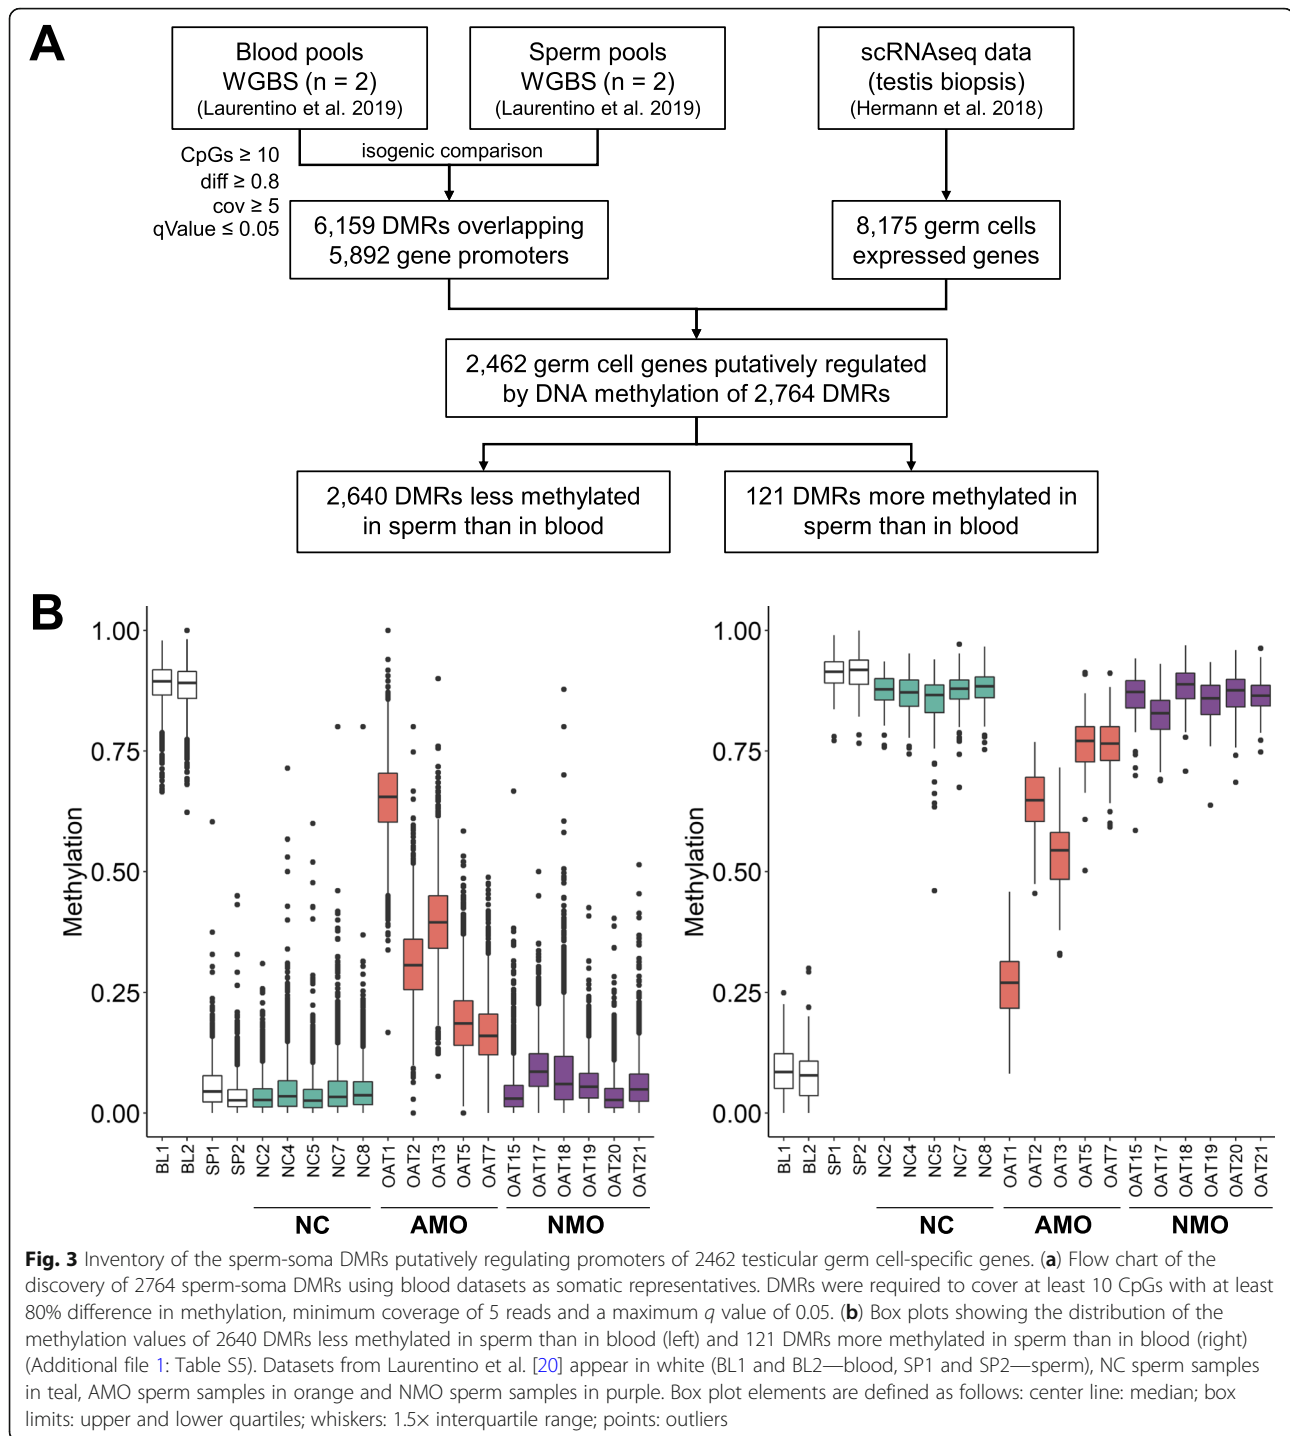 A
Blood pools
WGBS (n = 2)
(Laurentino et al. 2019)
Sperm pools
WGBS (n = 2)
(Laurentino et al. 2019)
scRNAseq data
(testis biopsis)
(Hermann et al. 2018)
CpGs ≥ 10
diff ≥ 0.8
cov ≥ 5
qValue ≤ 0.05
isogenic comparison
6,159 DMRs overlapping
5,892 gene promoters
8,175 germ cells
expressed genes
2,462 germ cell genes putatively regulated
by DNA methylation of 2,764 DMRs
2,640 DMRs less methylated
in sperm than in blood
121 DMRs more methylated in
sperm than in blood
B
Methylation
1.00
0.75
0.50
0.25
0.00
BL1
BL2
SP1
SP2
NC2
NC4
NC5
NC7
NC8
OAT1
OAT2
OAT3
OAT5
OAT7
OAT15
OAT17
OAT18
OAT19
OAT20
OAT21
NC
AMO
NMO
Methylation
1.00
0.75
0.50
0.25
0.00
BL1
BL2
SP1
SP2
NC2
NC4
NC5
NC7
NC8
OAT1
OAT2
OAT3
OAT5
OAT7
OAT15
OAT17
OAT18
OAT19
OAT20
OAT21
NC
AMO
NMO
Fig. 3 Inventory of the sperm-soma DMRs putatively regulating promoters of 2462 testicular germ cell-specific genes. (a) Flow chart of the
discovery of 2764 sperm-soma DMRs using blood datasets as somatic representatives. DMRs were required to cover at least 10 CpGs with at least
80% difference in methylation, minimum coverage of 5 reads and a maximum q value of 0.05. (b) Box plots showing the distribution of the
methylation values of 2640 DMRs less methylated in sperm than in blood (left) and 121 DMRs more methylated in sperm than in blood (right)
(Additional file 1: Table S5). Datasets from Laurentino et al. [20] appear in white (BL1 and BL2—blood, SP1 and SP2—sperm), NC sperm samples
in teal, AMO sperm samples in orange and NMO sperm samples in purple. Box plot elements are defined as follows: center line: median; box
limits: upper and lower quartiles; whiskers: 1.5× interquartile range; points: outliers